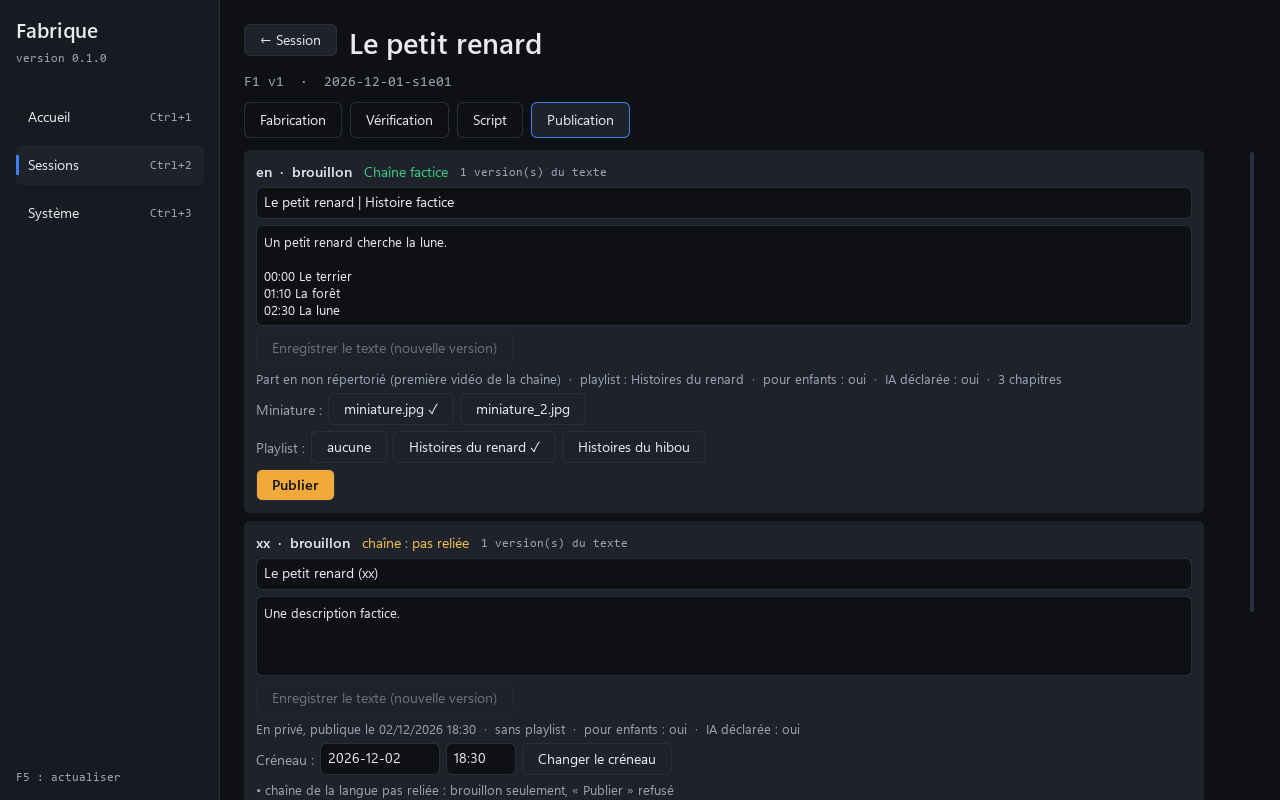 Fabrique
version 0.1.0
Accueil Ctrl+1
Sessions Ctrl+2
Système Ctrl+3
F5 : actualiser
← Session Le petit renard
F1 v1 · 2026-12-01-s1e01
Fabrication Vérification Script Publication
en · brouillon Chaîne factice 1 version(s) du texte
Le petit renard | Histoire factice
Un petit renard cherche la lune.
00:00 Le terrier
01:10 La forêt
02:30 La lune
Enregistrer le texte (nouvelle version)
Part en non répertorié (première vidéo de la chaîne) · playlist : Histoires du renard · pour enfants : oui · IA déclarée : oui · 3 chapitres
Miniature : miniature.jpg ✓ miniature_2.jpg
Playlist : aucune Histoires du renard ✓ Histoires du hibou
Publier
xx · brouillon chaîne : pas reliée 1 version(s) du texte
Le petit renard (xx)
Une description factice.
Enregistrer le texte (nouvelle version)
En privé, publique le 02/12/2026 18:30 · sans playlist · pour enfants : oui · IA déclarée : oui
Créneau : 2026-12-02 18:30 Changer le créneau
• chaîne de la langue pas reliée : brouillon seulement, « Publier » refusé